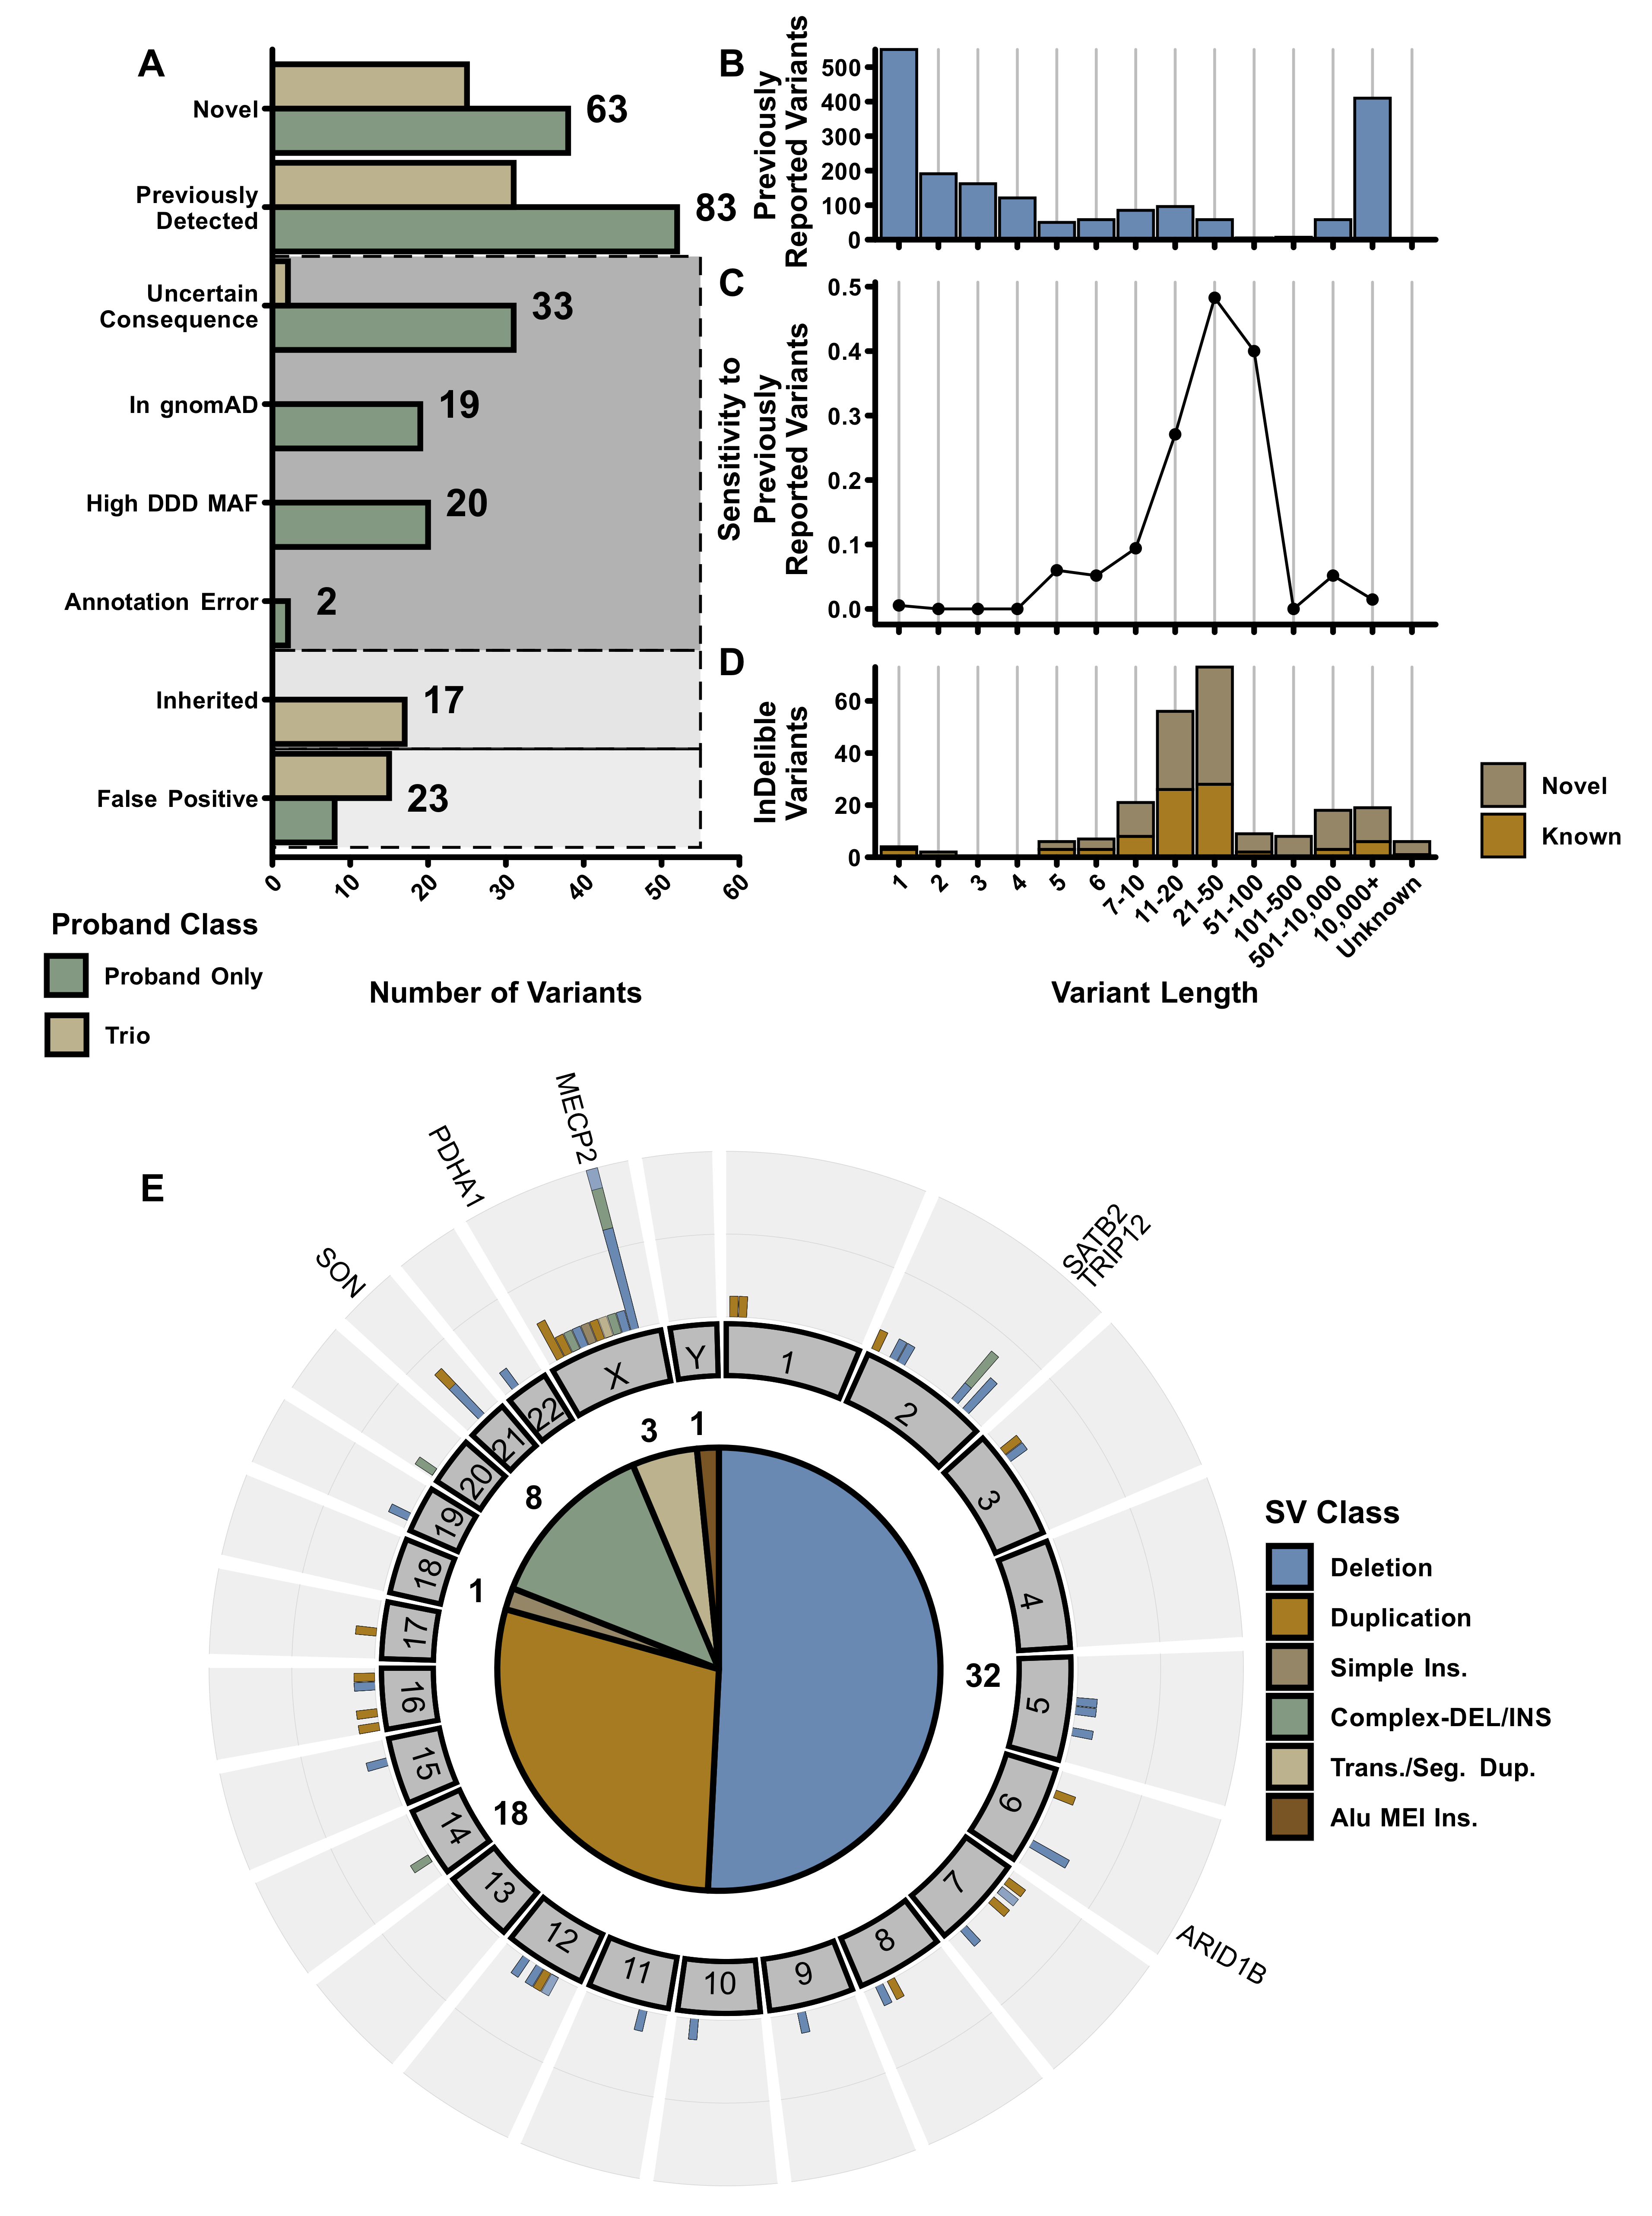 A
Novel
63
Previously
Detected
83
Uncertain
Consequence
33
In gnomAD
19
High DDD MAF
20
Annotation Error
2
Inherited
17
False Positive
23
0
10
20
30
40
50
60
Number of Variants
Proband Class
Proband Only
Trio
B
Previously
Reported Variants
500
400
300
200
100
0
C
Sensitivity to
Previously
Reported Variants
0.5
0.4
0.3
0.2
0.1
0.0
D
InDelible
Variants
60
40
20
0
1
2
3
4
5
6
7-10
11-20
21-50
51-100
101-500
501-10,000
10,000+
Unknown
Variant Length
Novel
Known
E
MECP2
PDHA1
SON
SATB2
TRIP12
ARID1B
1
2
3
4
5
6
7
8
9
10
11
12
13
14
15
16
17
18
19
20
21
22
X
Y
32
18
1
8
3
1
SV Class
Deletion
Duplication
Simple Ins.
Complex-DEL/INS
Trans./Seg. Dup.
Alu MEI Ins.